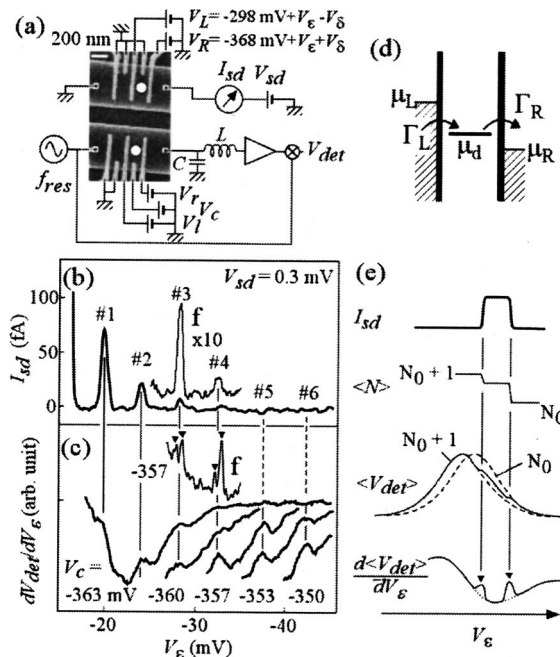 (a)
200 nm
V_L = -298 mV+V_ε-V_δ
V_R = -368 mV+V_ε+V_δ
I_sd V_sd
f_res
C
L
V_det
V_r
V_c
V_l
(d)
μ_L
Γ_L
μ_d
Γ_R
μ_R
(b)
V_sd = 0.3 mV
I_sd (fA)
100
50
0
#1
#2
#3
f
x10
#4
#5
#6
(c)
dV_det/dV_ε (arb. unit)
-357
f
V_c =
-363 mV
-360
-357
-353
-350
-20
-30
-40
V_ε (mV)
(e)
I_sd
<N>
N_0 + 1
N_0
<V_det>
N_0 + 1
N_0
d<V_det>
dV_ε
V_ε